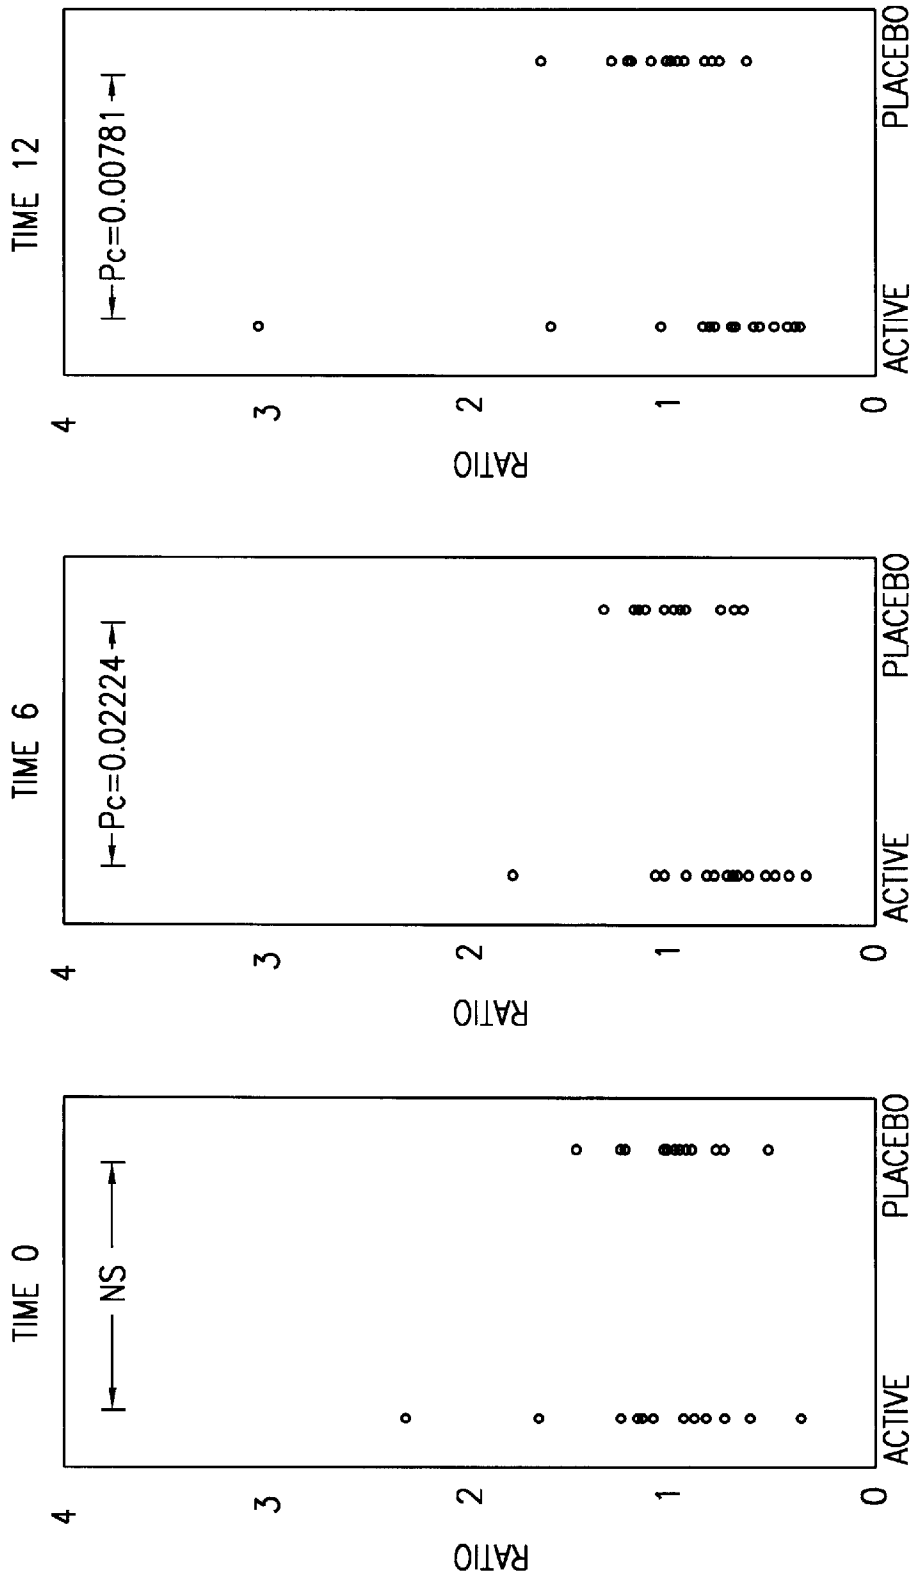 TIME 0
NS
4
3
2
1
0
RATIO
ACTIVE
PLACEBO
TIME 6
Pc=0.02224
4
3
2
1
0
RATIO
ACTIVE
PLACEBO
TIME 12
Pc=0.00781
4
3
2
1
0
RATIO
ACTIVE
PLACEBO